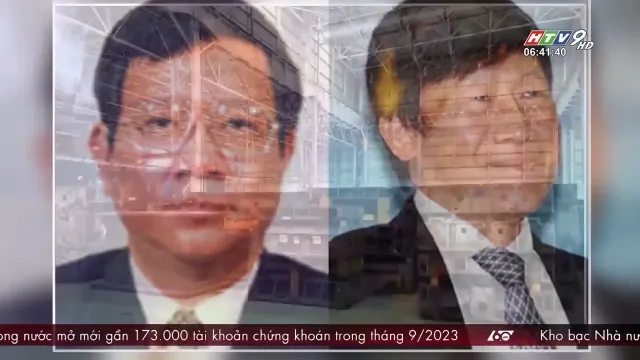 HTV9 HD
06:41:40
ong nước mở mới gần 173.000 tài khoản chứng khoán trong tháng 9/2023
Kho bạc Nhà nư